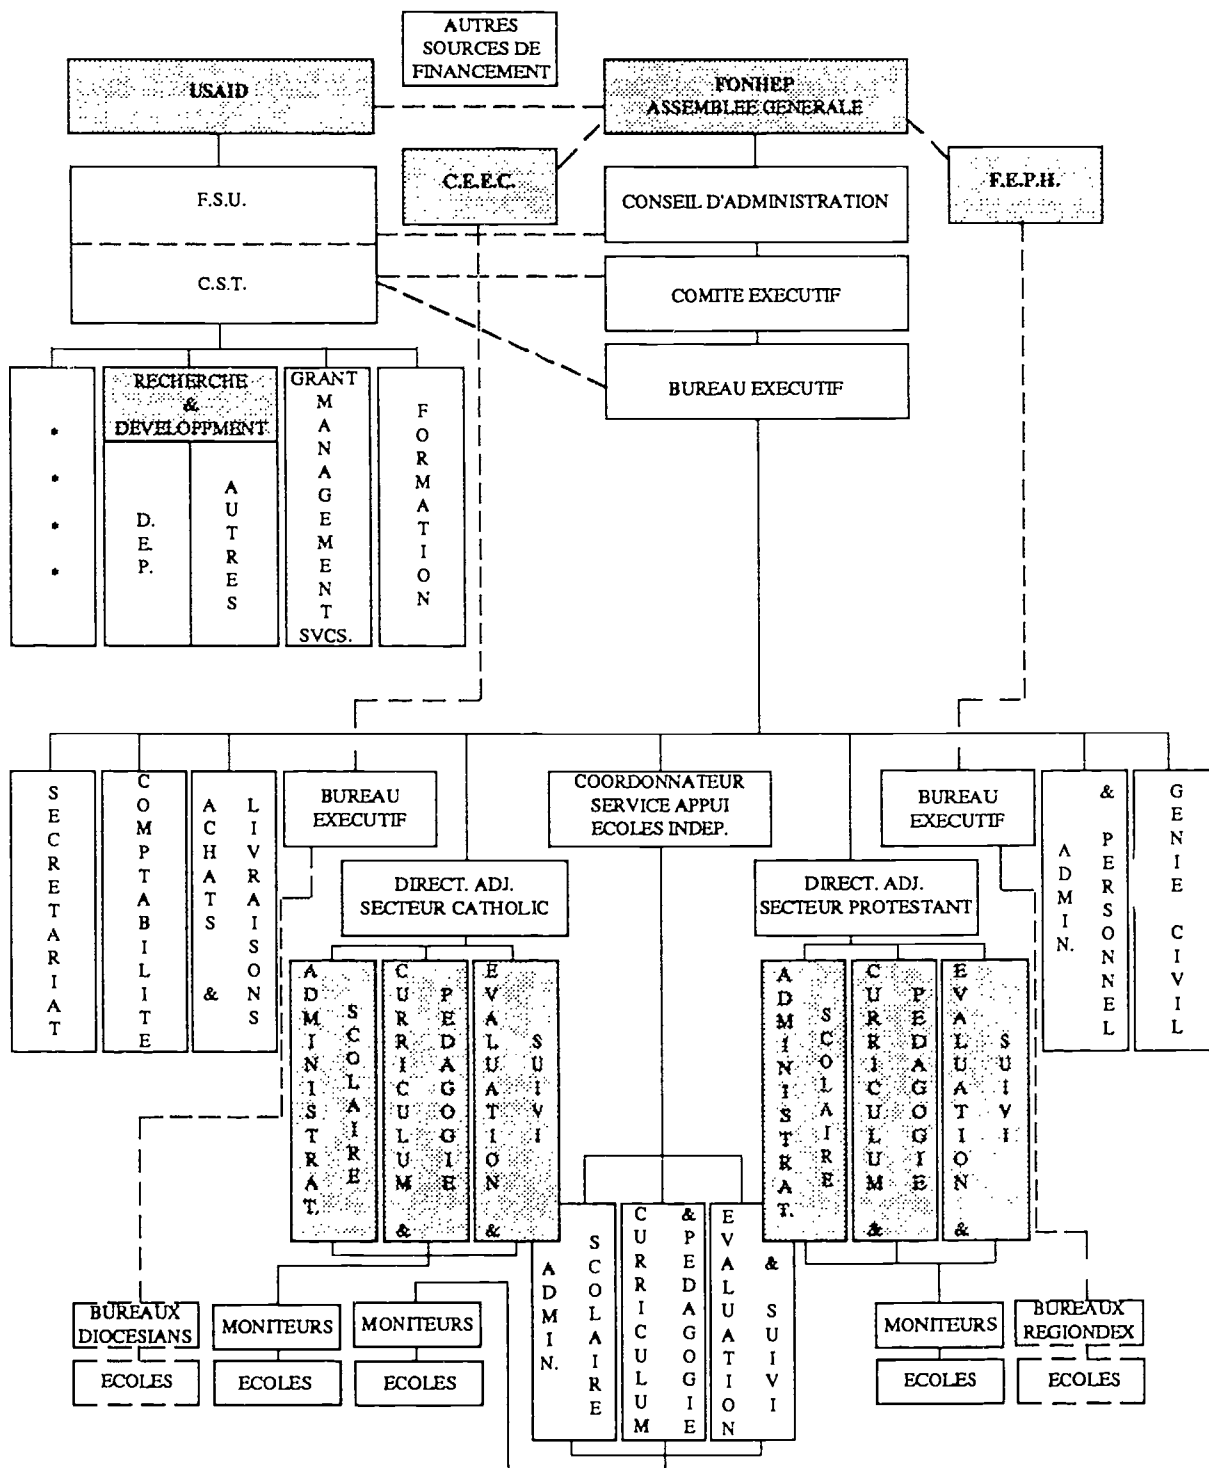 AUTRES
SOURCES DE
FINANCEMENT
USAID
FONHEP
ASSEMBLEE GENERALE
C.E.E.C.
F.E.P.H.
F.S.U.
C.S.T.
CONSEIL D'ADMINISTRATION
COMITE EXECUTIF
BUREAU EXECUTIF
* * * *
RECHERCHE
&
DEVELOPPMENT
D.E.P.
AUTRES
GRANT
MANAGEMENT
SVCS.
FORMATION
SECRETARIAT
COMPTABILITE
ACHATS &
LIVRAISONS
BUREAU
EXECUTIF
COORDONNATEUR
SERVICE APPUI
ECOLES INDEP.
BUREAU
EXECUTIF
ADMIN.
& PERSONNEL
GENIE CIVIL
DIRECT. ADJ.
SECTEUR CATHOLIC
DIRECT. ADJ.
SECTEUR PROTESTANT
ADMINISTRAT.
SCOLAIRE
CURRICULUM &
PEDAGOGIE
EVALUATION &
SUIVI
ADMINISTRAT.
SCOLAIRE
CURRICULUM &
PEDAGOGIE
EVALUATION &
SUIVI
ADMIN.
SCOLAIRE
CURRICULUM
& PEDAGOGIE
EVALUATION
& SUIVI
BUREAUX
DIOCESIANS
ECOLES
MONITEURS
ECOLES
MONITEURS
ECOLES
MONITEURS
ECOLES
BUREAUX
REGIONDEX
ECOLES